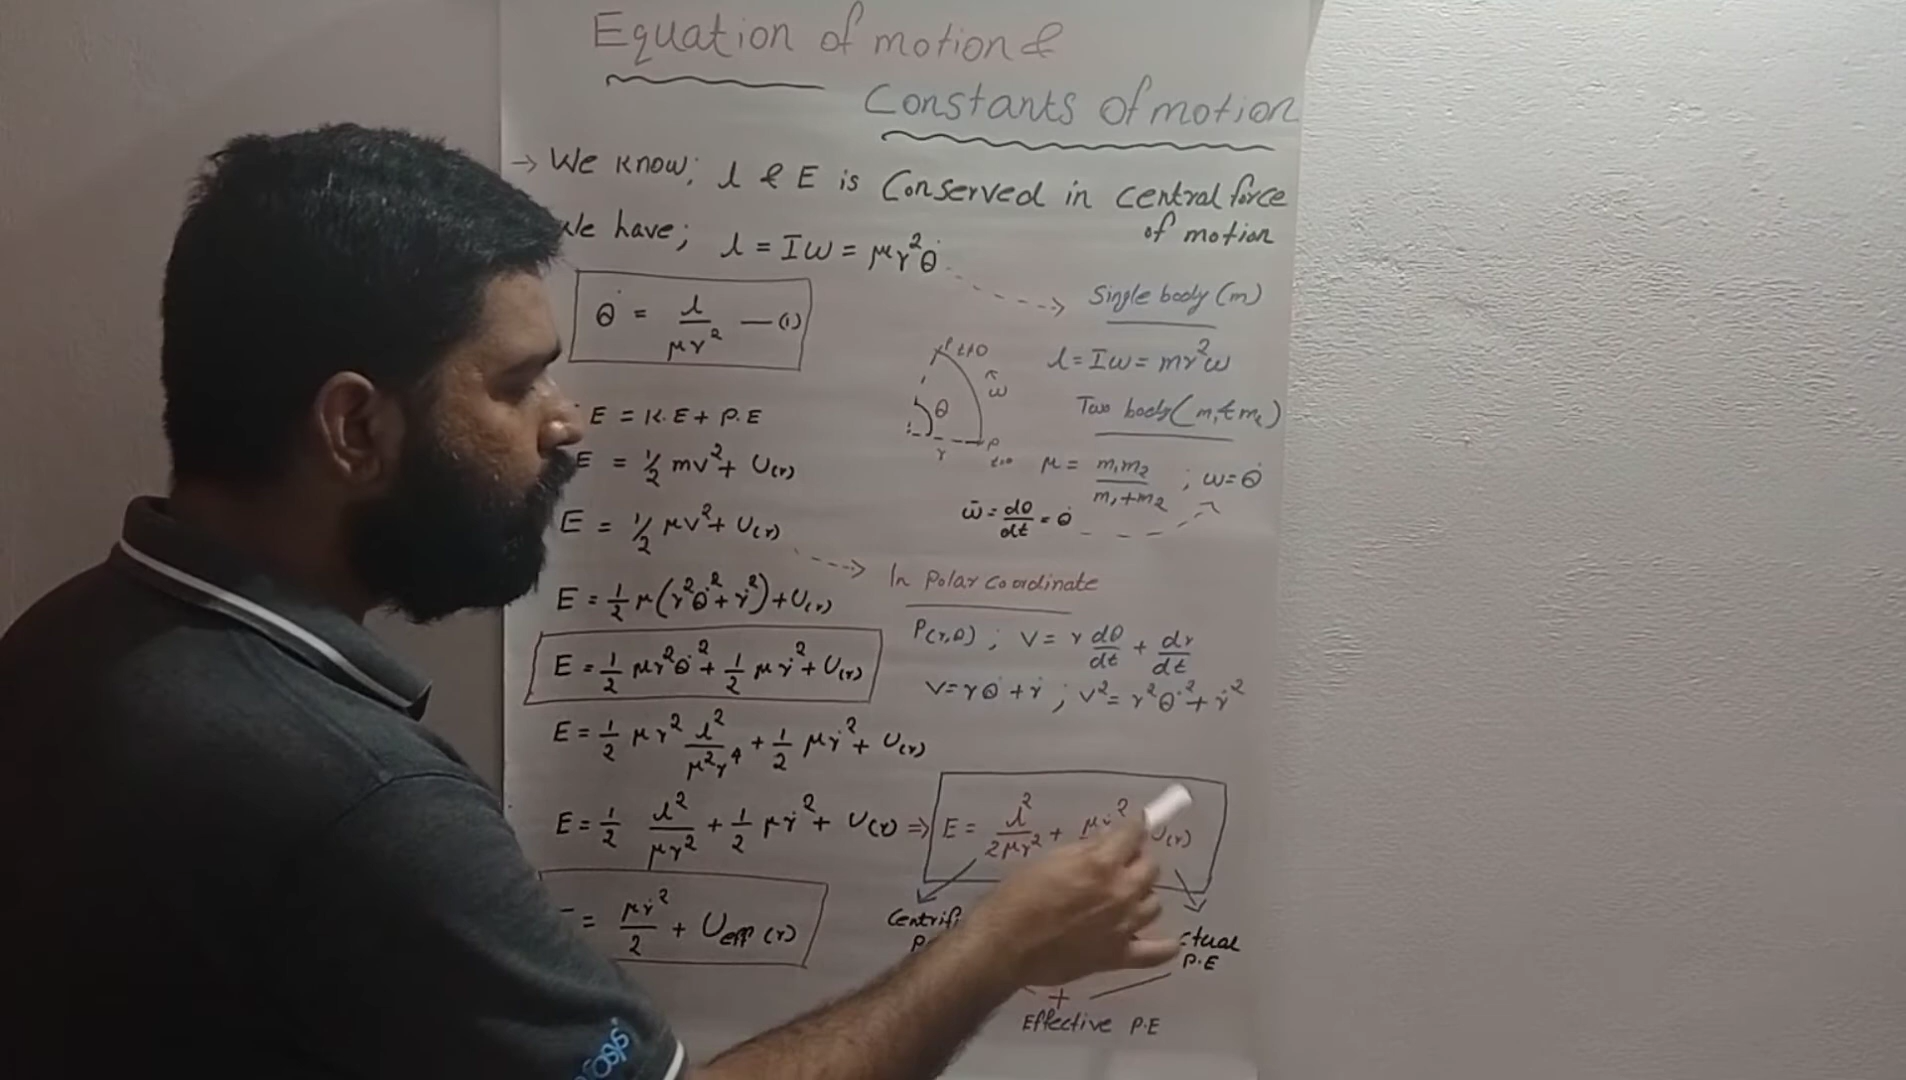 Equation of motion &
Constants of motion
→ We know; l & E is Conserved in central force
of motion
We have; l = Iω = μr²θ̇
θ̇ = l/μr² —(1)
E = K.E + P.E
E = ½ mv² + U(r)
E = ½ μv² + U(r)
E = ½ μ(r²θ̇² + ṙ²) + U(r)
E = ½ μr²θ̇² + ½ μṙ² + U(r)
E = ½ μr² l²/μ²r⁴ + ½ μṙ² + U(r)
E = ½ l²/μr² + ½ μṙ² + U(r) ⇒ E = l²/2μr² + μṙ² U(r)
= μṙ²/2 + Ueff(r)
Single body (m)
l = Iω = mr²ω
Two body (m₁ & m₂)
μ = m₁m₂/m₁+m₂ ; ω = θ̇
ω̄ = dθ/dt = θ̇
P t≠0
ω
θ
r
P
t=0
In Polar coordinate
P(r,θ) ; V = r dθ/dt + dr/dt
V = rθ̇ + ṙ ; V² = r²θ̇² + ṙ²
P.E
+
Effective P.E